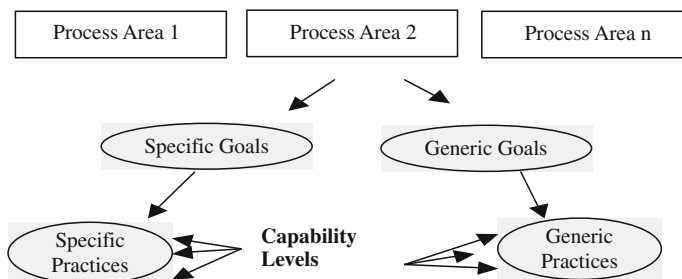 Process Area 1
Process Area 2
Process Area n
Specific Goals
Generic Goals
Specific
Practices
Capability
Levels
Generic
Practices